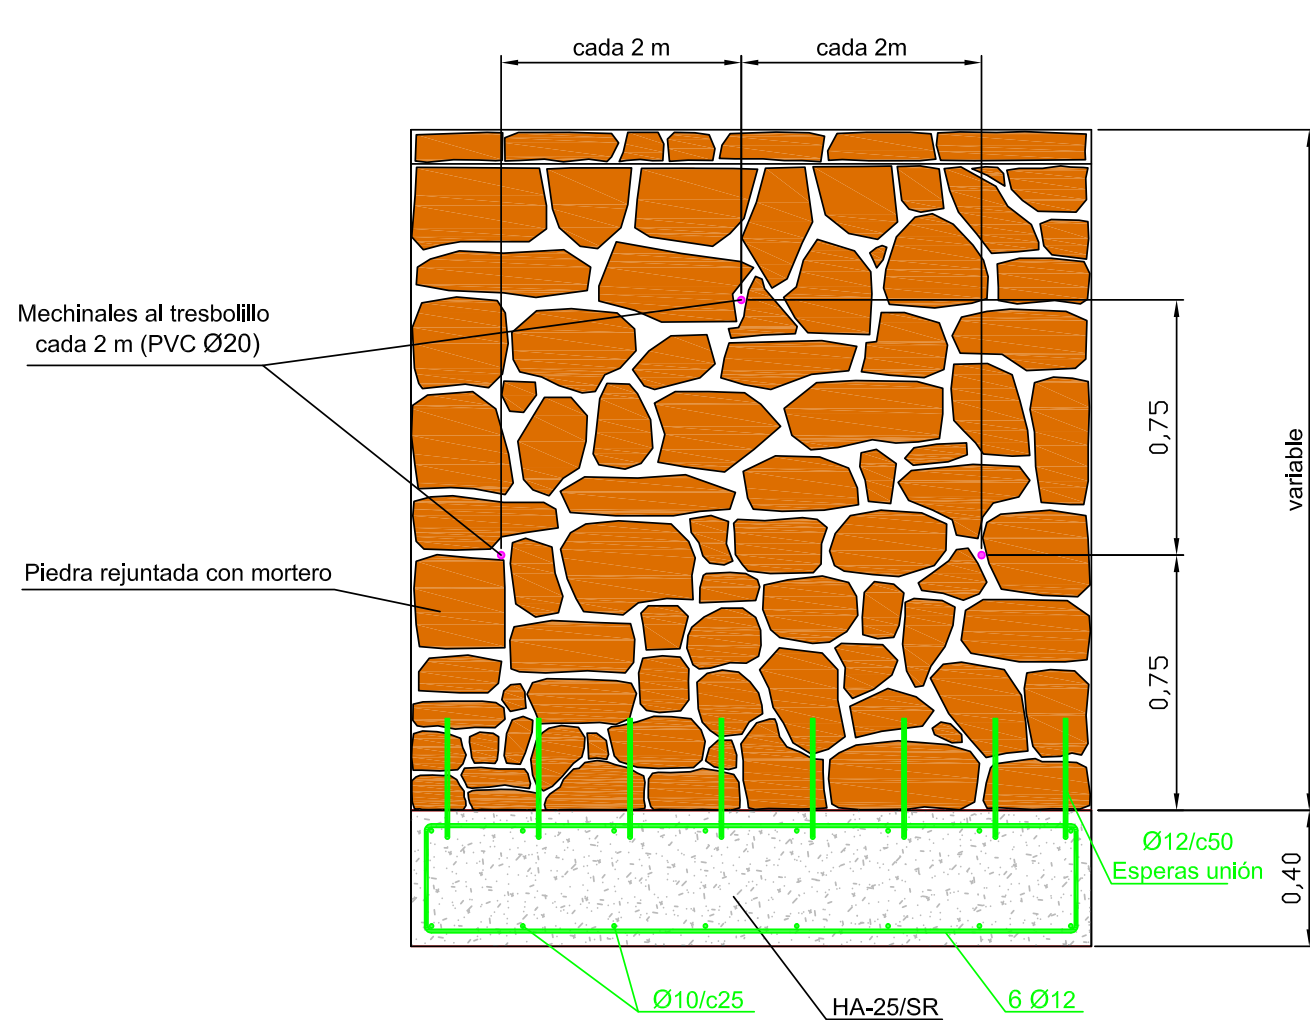 cada 2 m
cada 2m
Mechinales al tresbolillo
cada 2 m (PVC Ø20)
0,75
variable
Piedra rejuntada con mortero
0,75
Ø12/c50
Esperas unión
0,40
Ø10/c25
HA-25/SR
6 Ø12